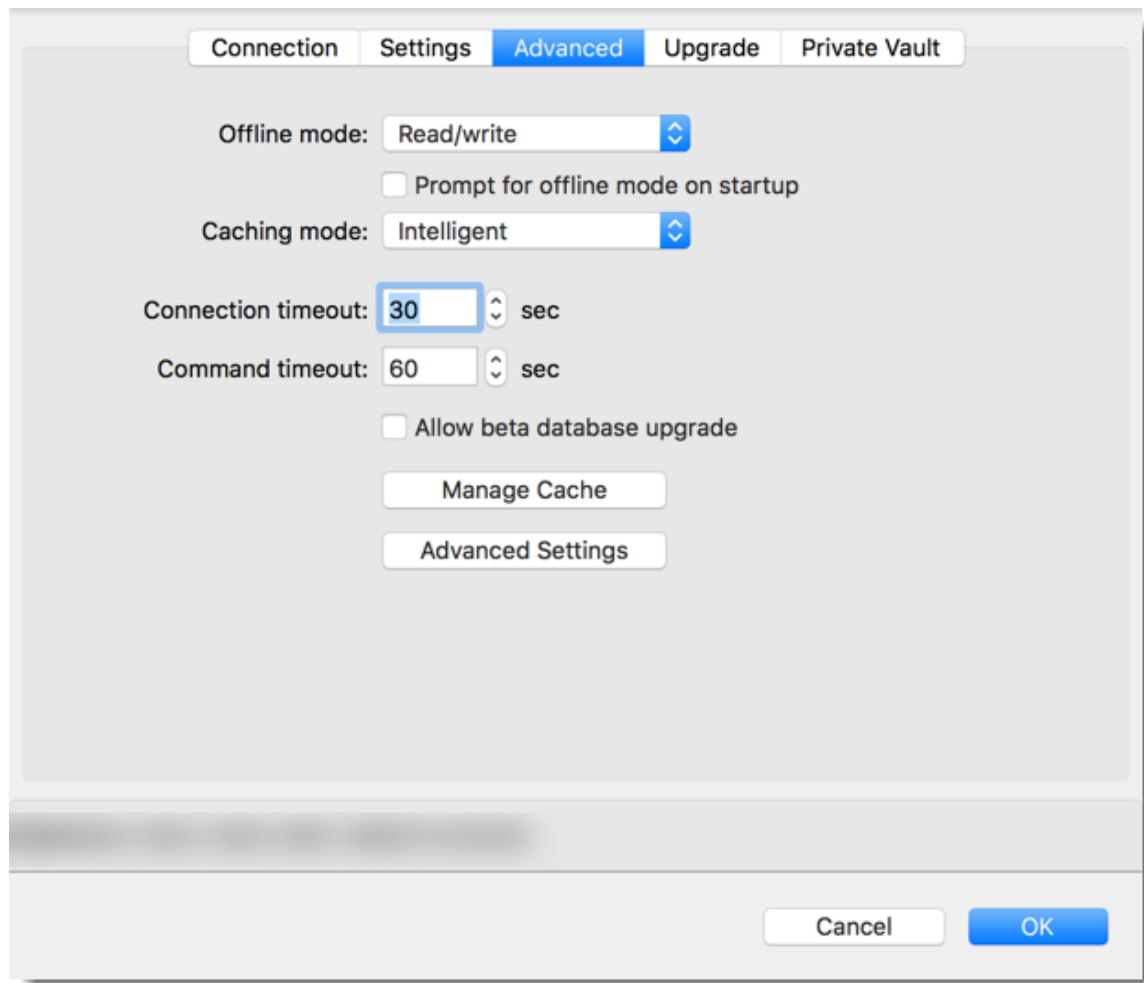 Connection Settings Advanced Upgrade Private Vault
Offline mode: Read/write
Prompt for offline mode on startup
Caching mode: Intelligent
Connection timeout: 30 sec
Command timeout: 60 sec
Allow beta database upgrade
Manage Cache
Advanced Settings
Cancel OK